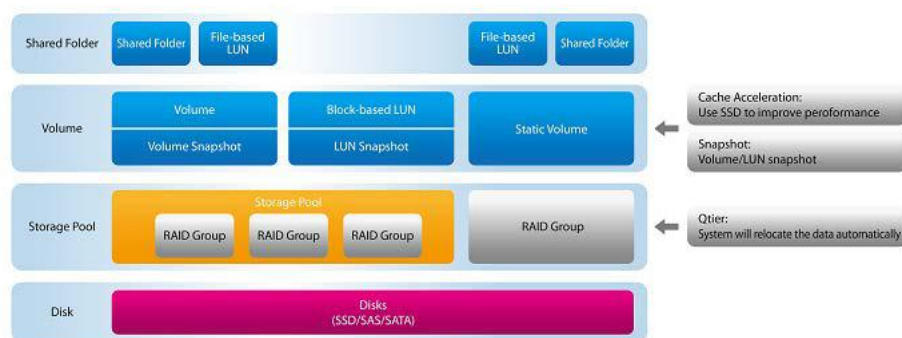 Shared Folder
Shared Folder
File-based
LUN
File-based
LUN
Shared Folder
Volume
Volume
Volume Snapshot
Block-based LUN
LUN Snapshot
Static Volume
Cache Acceleration:
Use SSD to improve peroformance
Snapshot:
Volume/LUN snapshot
Storage Pool
Storage Pool
RAID Group
RAID Group
RAID Group
RAID Group
Qtier:
System will relocate the data automatically
Disk
Disks
(SSD/SAS/SATA)